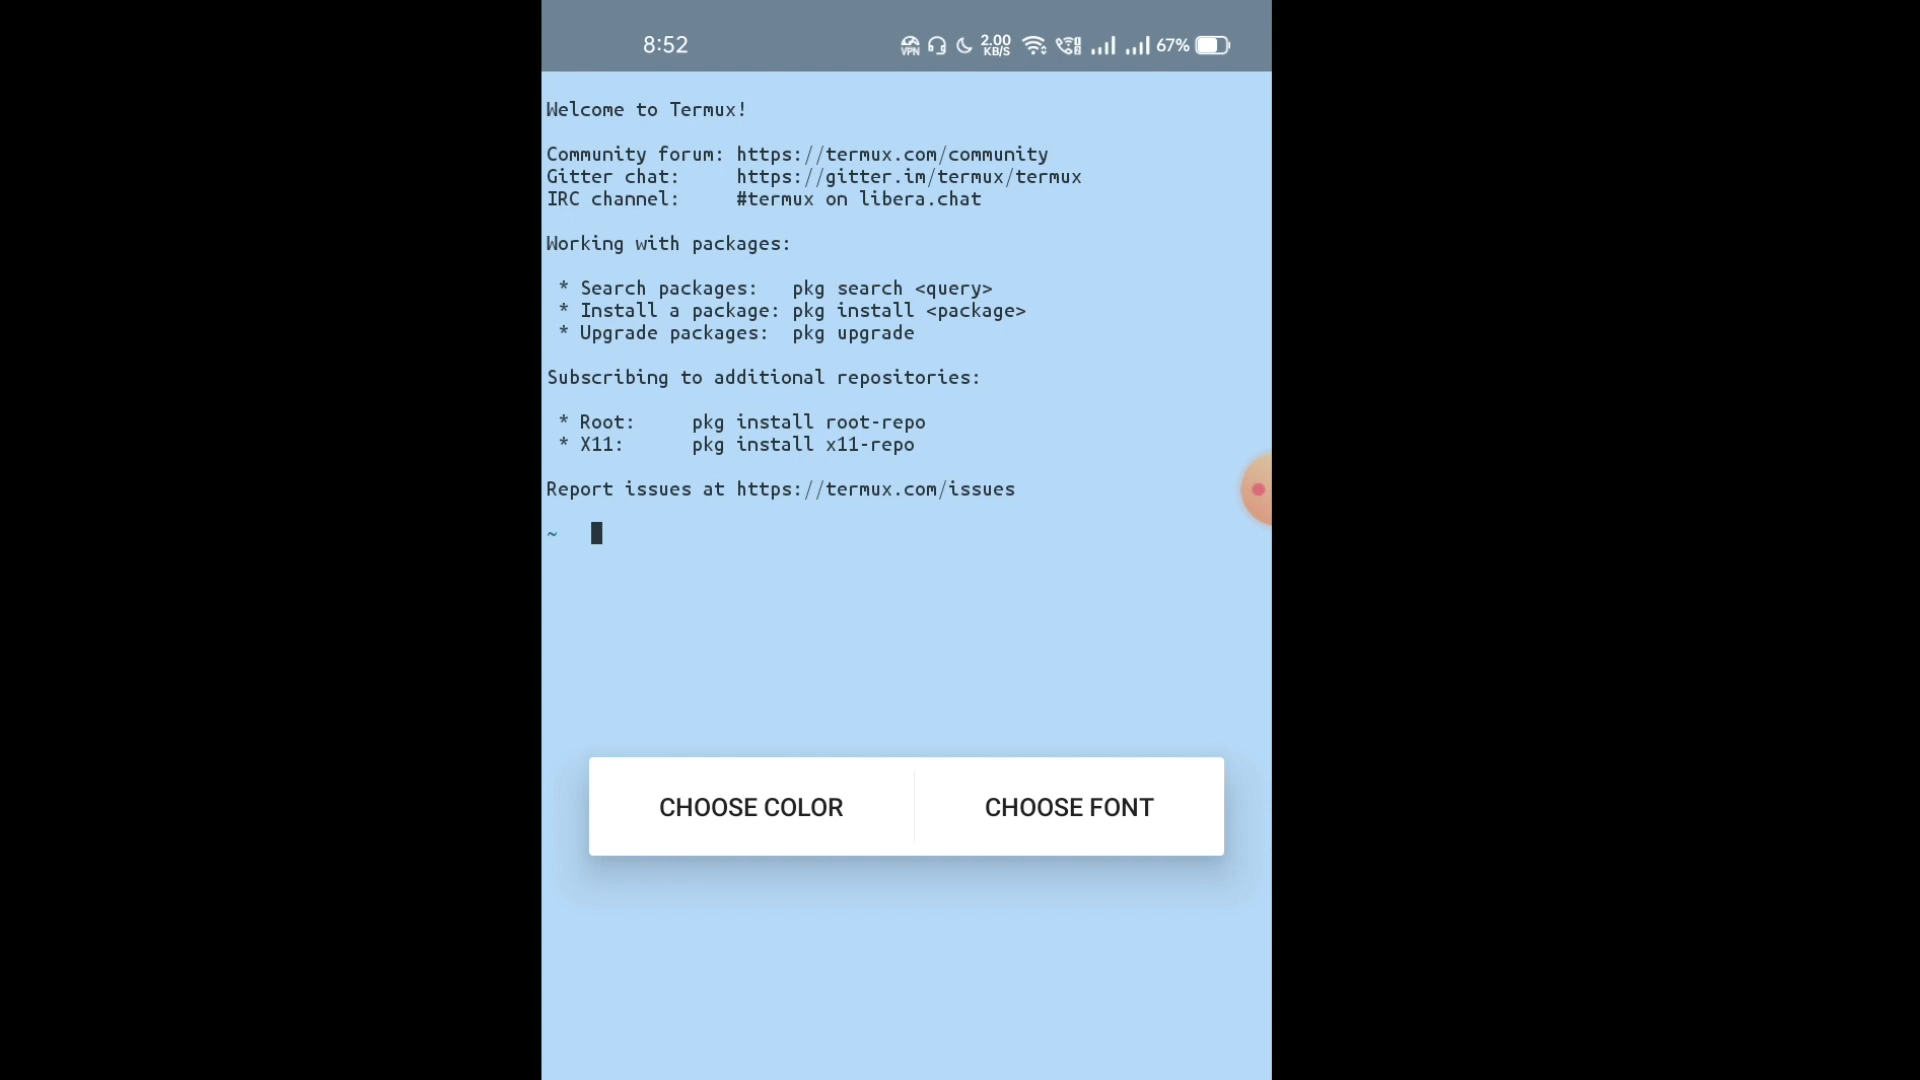 8:52 VPN 2.00 KB/S 67%
Welcome to Termux!
Community forum: https://termux.com/community
Gitter chat:     https://gitter.im/termux/termux
IRC channel:     #termux on libera.chat
Working with packages:
* Search packages:   pkg search <query>
* Install a package: pkg install <package>
* Upgrade packages:  pkg upgrade
Subscribing to additional repositories:
* Root:     pkg install root-repo
* X11:      pkg install x11-repo
Report issues at https://termux.com/issues
~
CHOOSE COLOR CHOOSE FONT